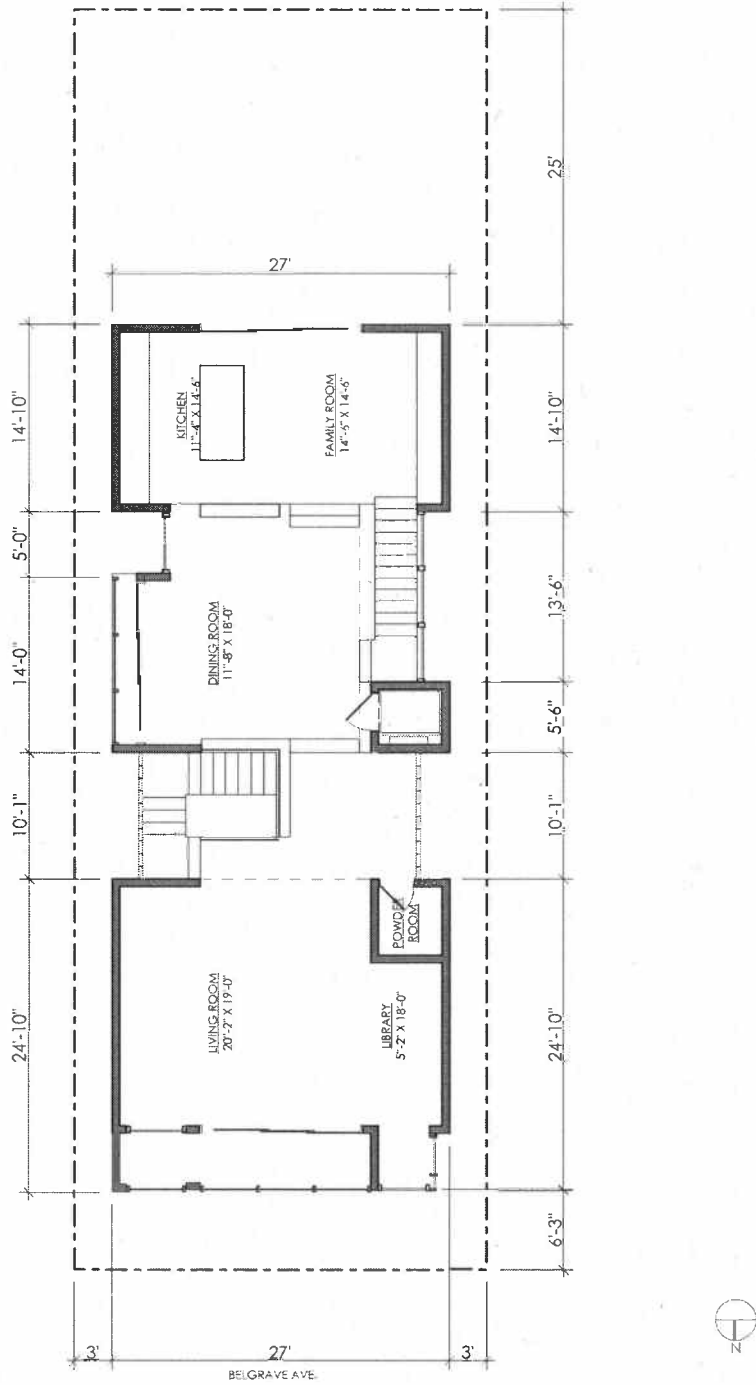 25'
27'
14'-10"
14'-10"
KITCHEN
11'-4" X 14'-6"
FAMILY ROOM
14'-6" X 14'-6"
5'-0"
13'-6"
14'-0"
DINING ROOM
11'-8" X 18'-0"
5'-6"
10'-1"
10'-1"
POWDER
ROOM
24'-10"
LIVING ROOM
20'-2" X 19'-0"
LIBRARY
5'-2" X 18'-0"
24'-10"
6'-3"
3'
27'
3'
BELGRAVE AVE.
N